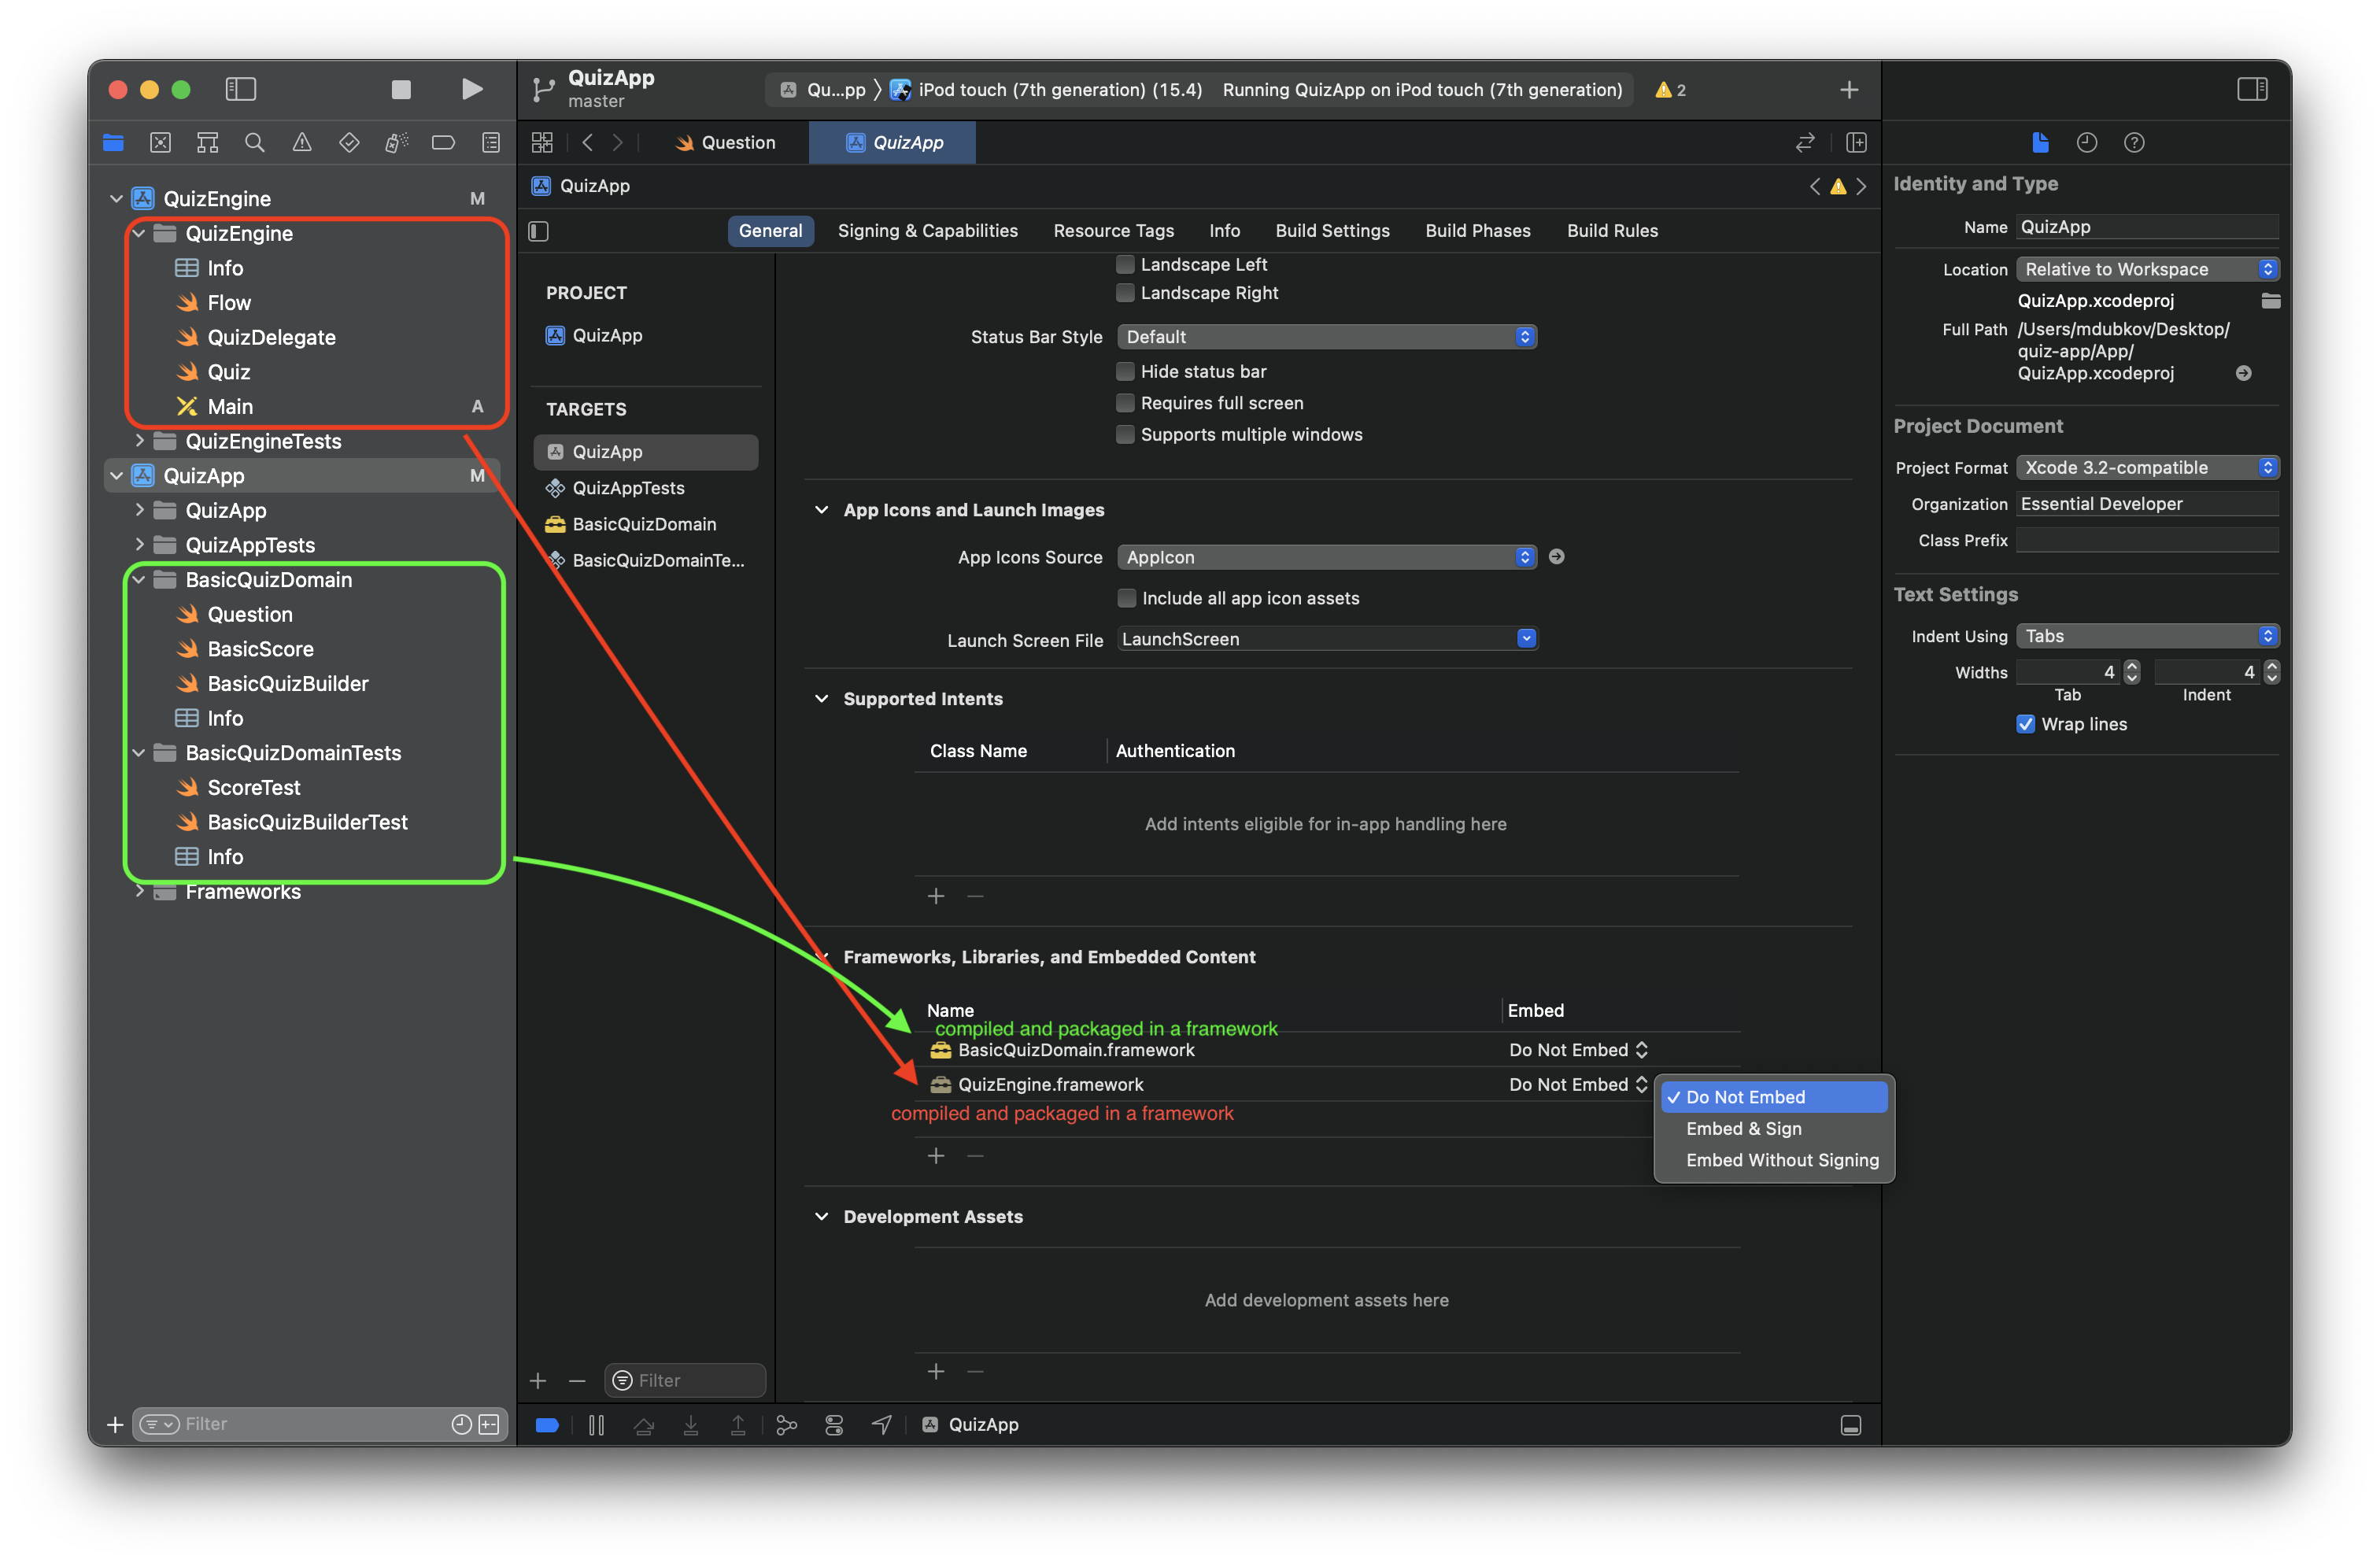 QuizApp
master
Qu...pp
iPod touch (7th generation) (15.4)
Running QuizApp on iPod touch (7th generation)
2
Question
QuizApp
QuizApp
General
Signing & Capabilities
Resource Tags
Info
Build Settings
Build Phases
Build Rules
QuizEngine M
QuizEngine
Info
Flow
QuizDelegate
Quiz
Main A
QuizEngineTests
QuizApp M
QuizApp
QuizAppTests
BasicQuizDomain
Question
BasicScore
BasicQuizBuilder
Info
BasicQuizDomainTests
ScoreTest
BasicQuizBuilderTest
Info
Frameworks
Filter
PROJECT
QuizApp
TARGETS
QuizApp
QuizAppTests
BasicQuizDomain
BasicQuizDomainTe...
Filter
Landscape Left
Landscape Right
Status Bar Style Default
Hide status bar
Requires full screen
Supports multiple windows
App Icons and Launch Images
App Icons Source AppIcon
Include all app icon assets
Launch Screen File LaunchScreen
Supported Intents
Class Name Authentication
Add intents eligible for in-app handling here
Frameworks, Libraries, and Embedded Content
Name Embed
compiled and packaged in a framework
BasicQuizDomain.framework Do Not Embed
QuizEngine.framework Do Not Embed
compiled and packaged in a framework
Do Not Embed
Embed & Sign
Embed Without Signing
Development Assets
Add development assets here
QuizApp
Identity and Type
Name QuizApp
Location Relative to Workspace
QuizApp.xcodeproj
Full Path /Users/mdubkov/Desktop/
quiz-app/App/
QuizApp.xcodeproj
Project Document
Project Format Xcode 3.2-compatible
Organization Essential Developer
Class Prefix
Text Settings
Indent Using Tabs
Widths 4 4
Tab Indent
Wrap lines